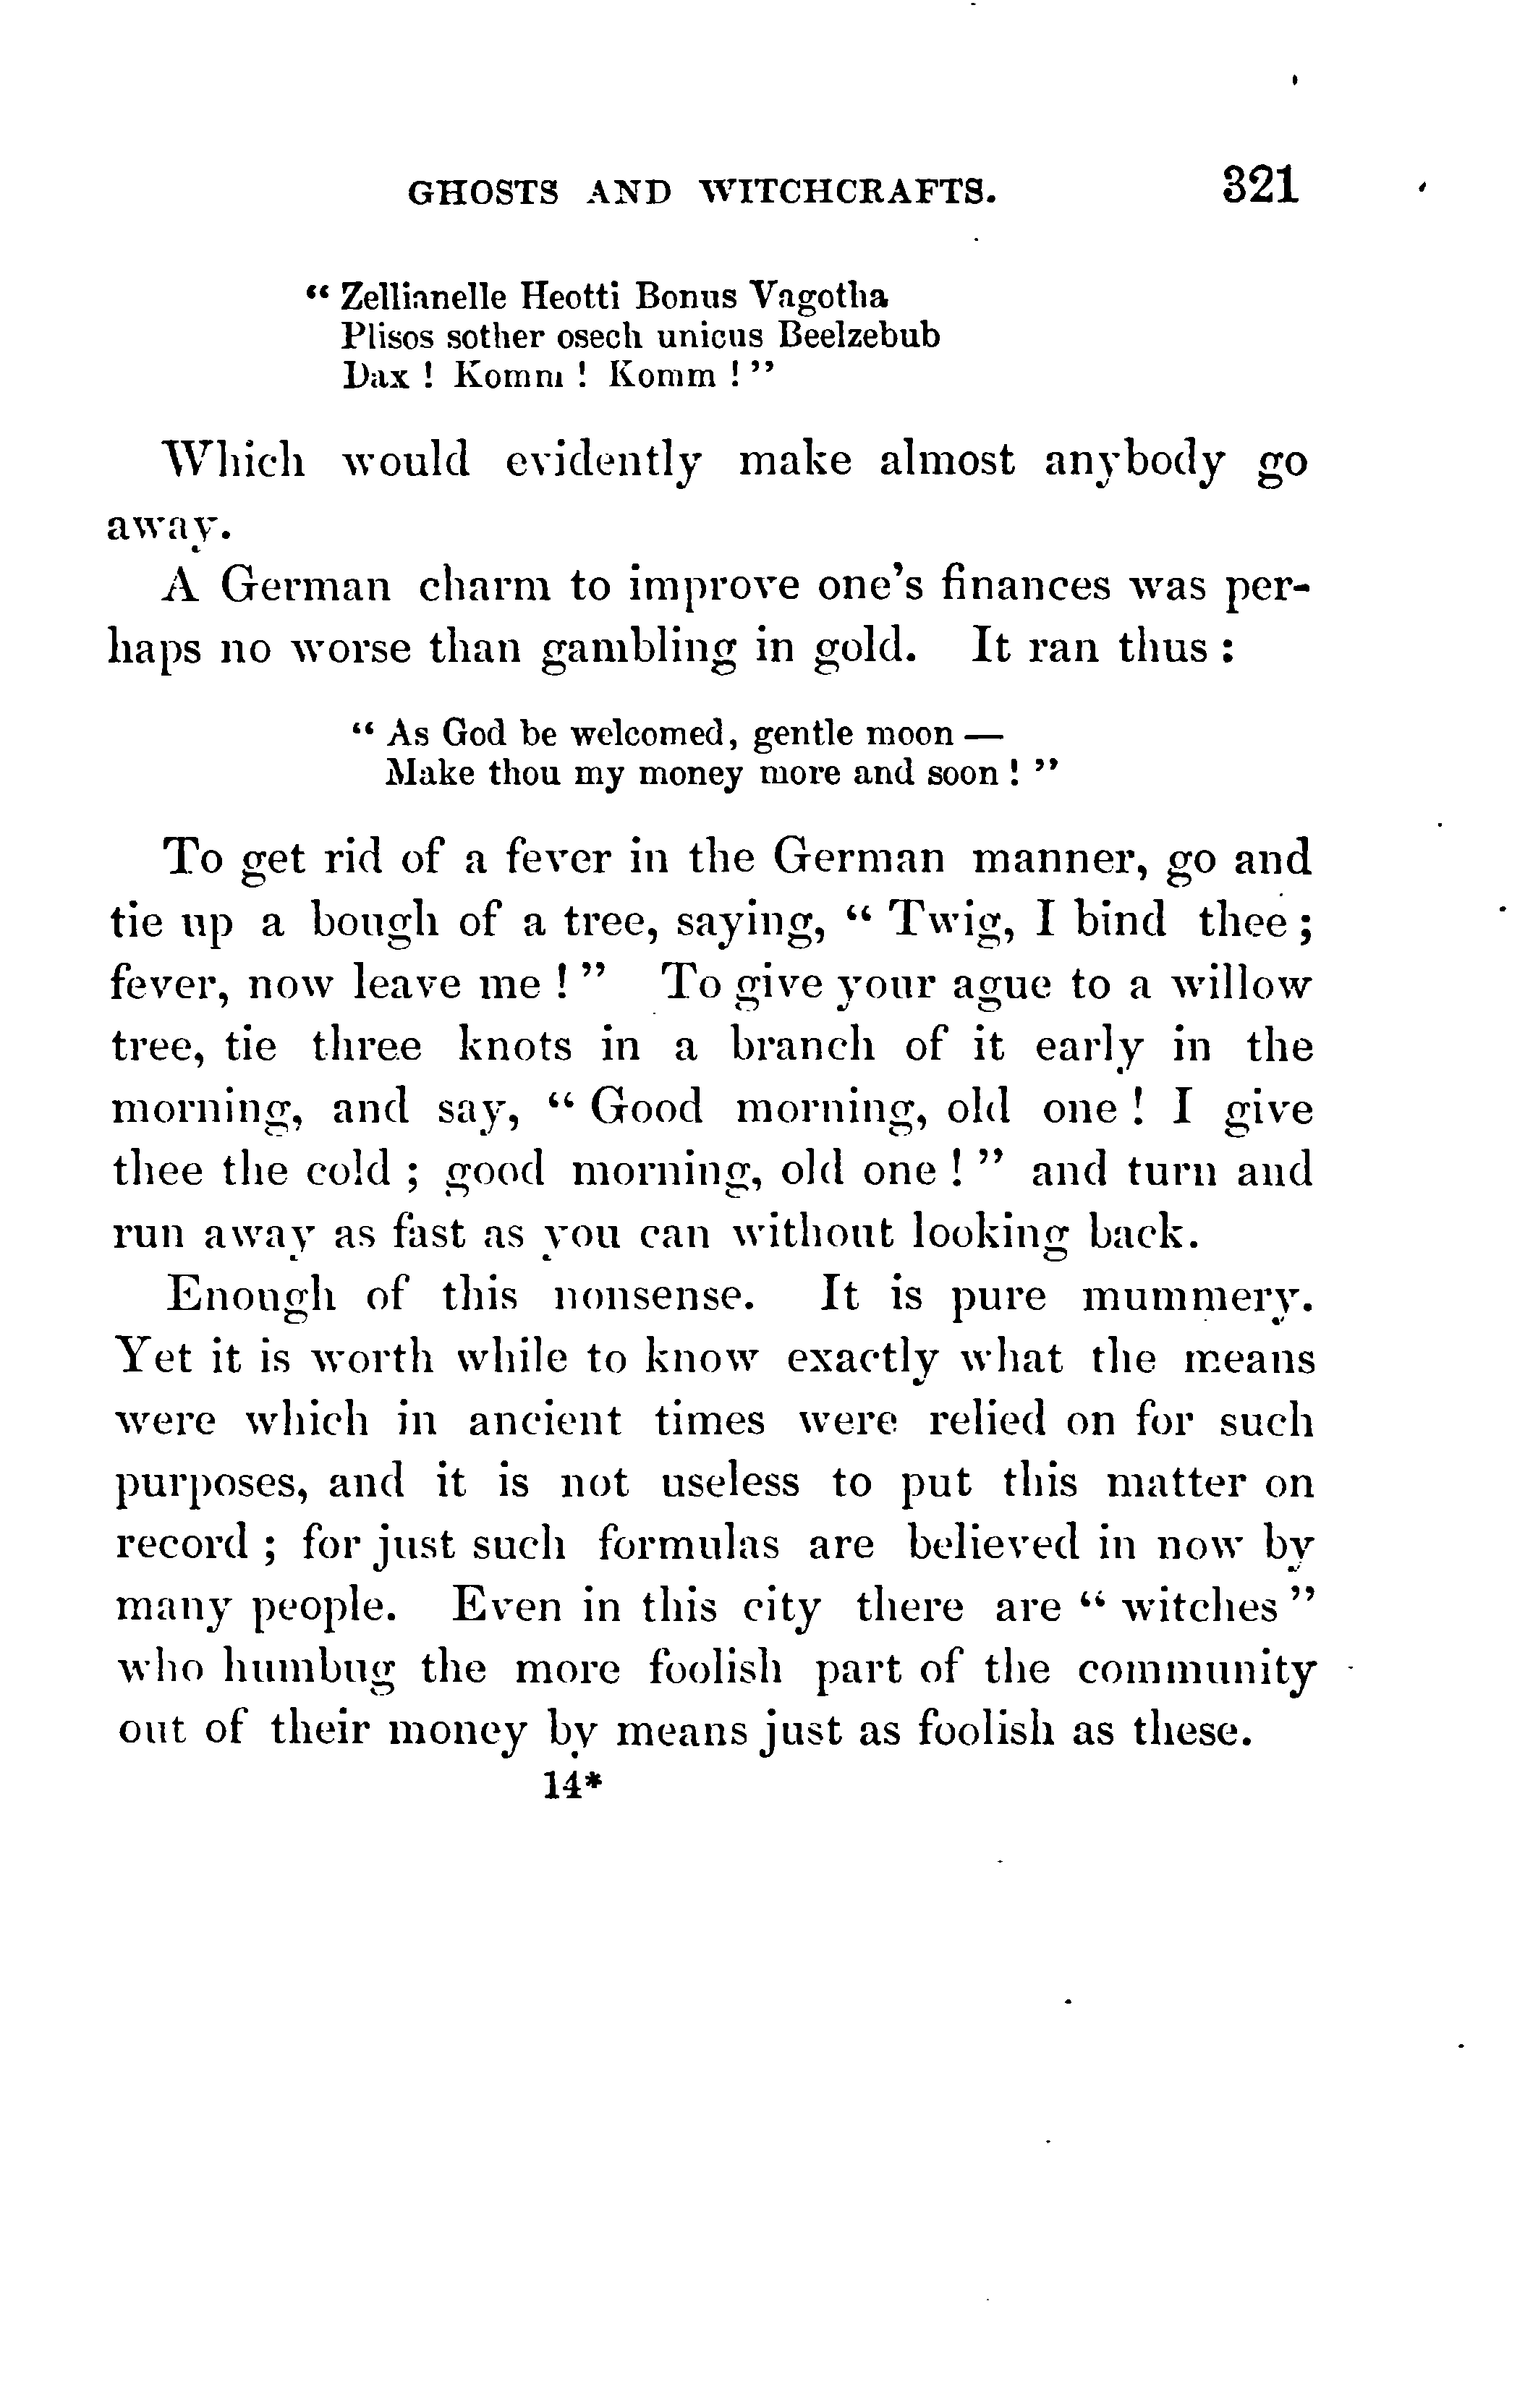 GHOSTS AND WITCHCRAFTS. 321
“ Zellianelle Heotti Bonus Vagotha
Plisos sother osech unicus Beelzebub
Dax ! Komm ! Komm ! ”
Which would evidently make almost anybody go
away.
A German charm to improve one’s finances was per-
haps no worse than gambling in gold. It ran thus :
“ As God be welcomed, gentle moon —
Make thou my money more and soon ! ”
To get rid of a fever in the German manner, go and
tie up a bough of a tree, saying, “ Twig, I bind thee ;
fever, now leave me ! ” To give your ague to a willow
tree, tie three knots in a branch of it early in the
morning, and say, “ Good morning, old one ! I give
thee the cold ; good morning, old one ! ” and turn and
run away as fast as you can without looking back.
Enough of this nonsense. It is pure mummery.
Yet it is worth while to know exactly what the means
were which in ancient times were relied on for such
purposes, and it is not useless to put this matter on
record ; for just such formulas are believed in now by
many people. Even in this city there are “ witches ”
who humbug the more foolish part of the community
out of their money by means just as foolish as these.
14*